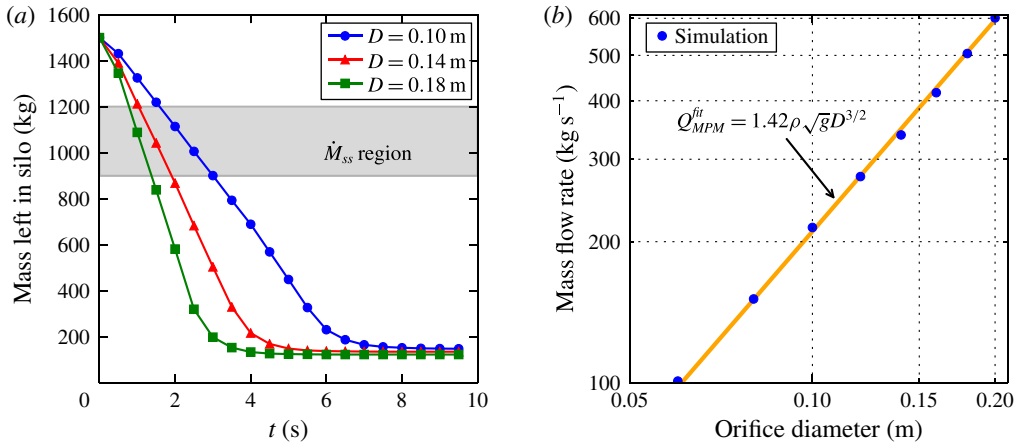 (a)
1600
1400
1200
1000
800
600
400
200
0
2
4
6
8
10
Mass left in silo (kg)
t (s)
D = 0.10 m
D = 0.14 m
D = 0.18 m
Ṁss region
(b)
600
500
400
300
200
100
0.05
0.10
0.15
0.20
Mass flow rate (kg s⁻¹)
Orifice diameter (m)
Simulation
Q^fit_MPM = 1.42ρ√g D^3/2